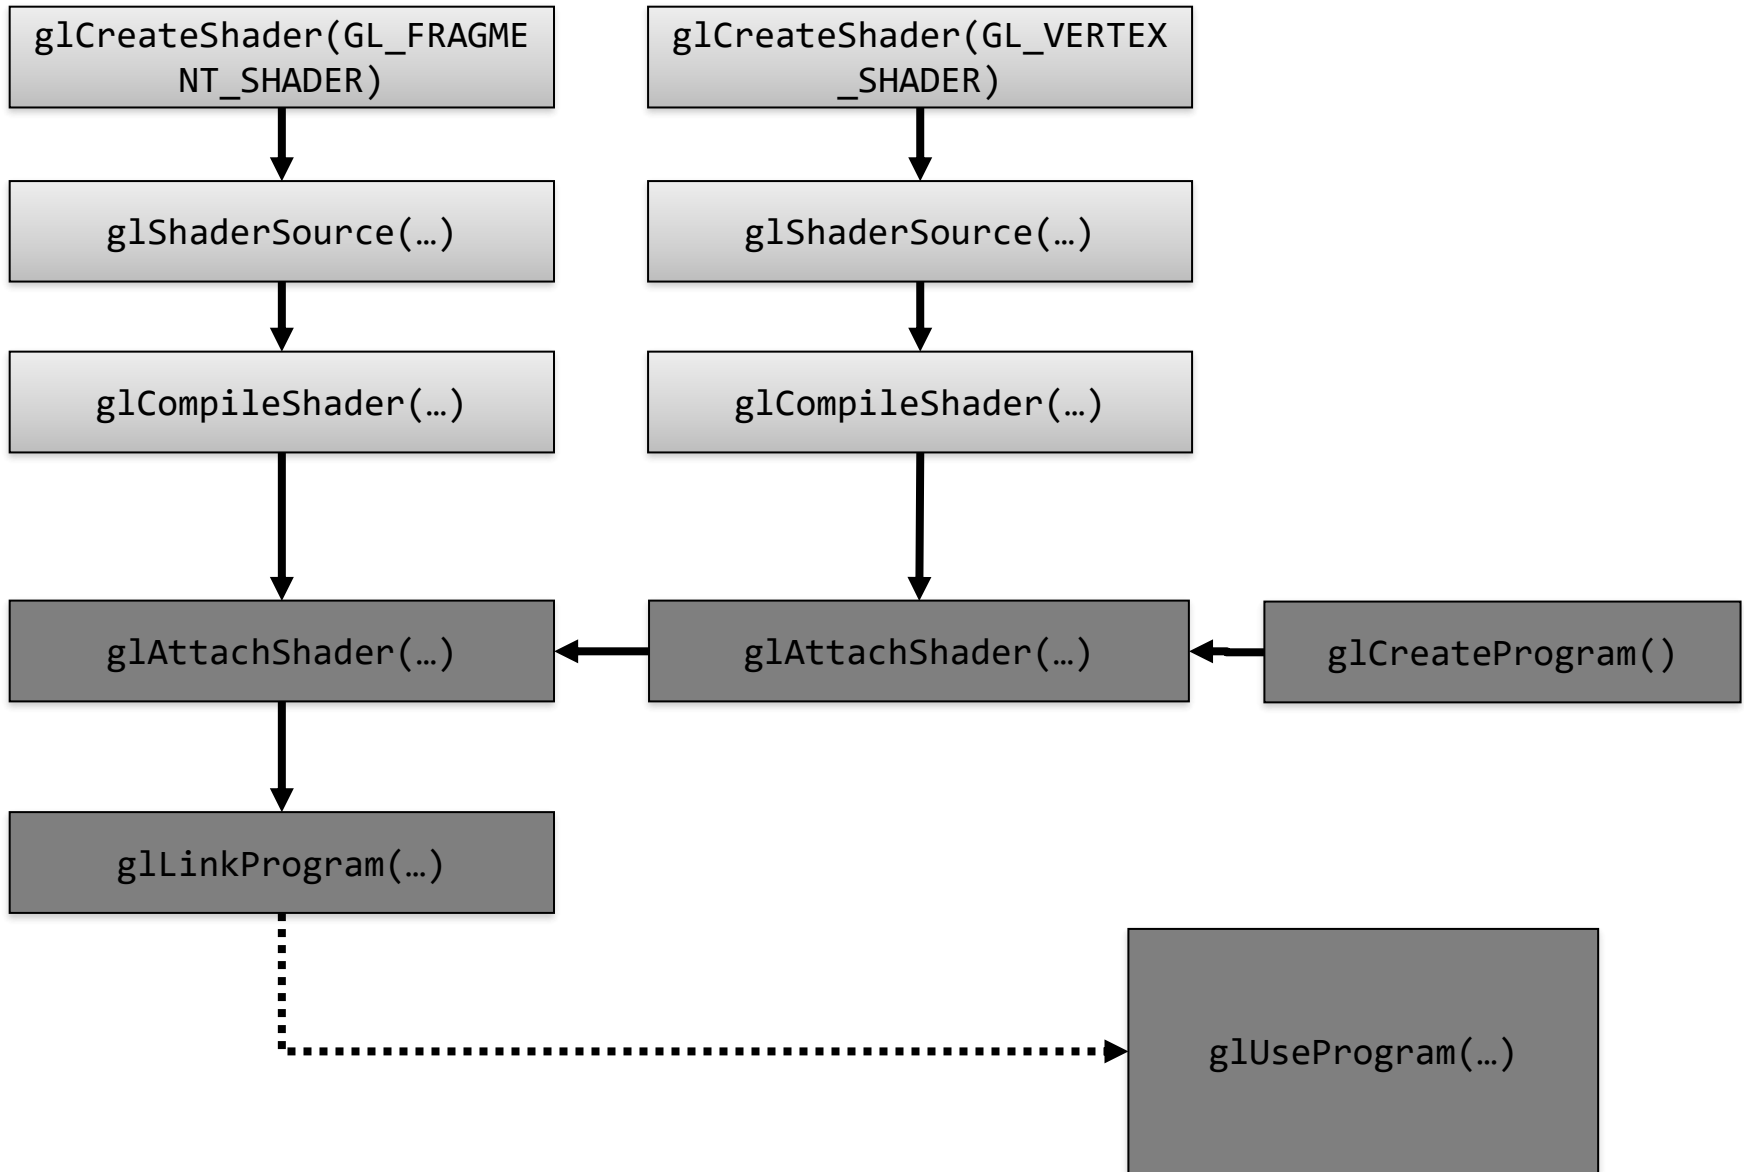 glCreateShader(GL_FRAGME
NT_SHADER)
glCreateShader(GL_VERTEX
_SHADER)
glShaderSource(…)
glShaderSource(…)
glCompileShader(…)
glCompileShader(…)
glAttachShader(…)
glAttachShader(…)
glCreateProgram()
glLinkProgram(…)
glUseProgram(…)